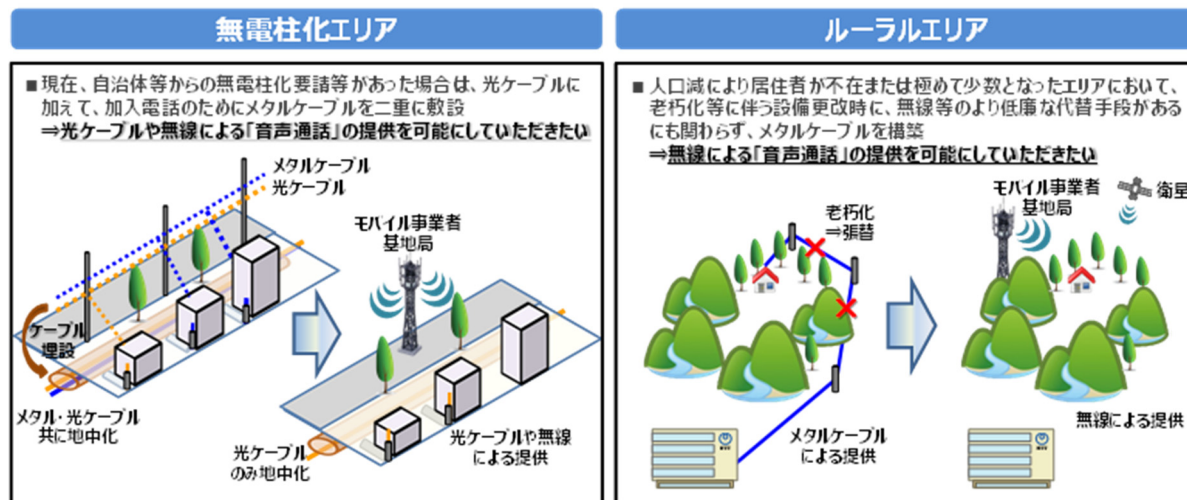 無電柱化エリア
■現在、自治体等からの無電柱化要請等があった場合は、光ケーブルに
加えて、加入電話のためにメタルケーブルを二重に敷設
⇒光ケーブルや無線による「音声通話」の提供を可能にしていただきたい
メタルケーブル
光ケーブル
モバイル事業者
基地局
ケーブル
埋設
メタル・光ケーブル
共に地中化
光ケーブル
のみ地中化
光ケーブルや無線
による提供
ルーラルエリア
■人口減により居住者が不在または極めて少数となったエリアにおいて、
老朽化等に伴う設備更改時に、無線等のより低廉な代替手段がある
にも関わらず、メタルケーブルを構築
⇒無線による「音声通話」の提供を可能にしていただきたい
モバイル事業者
基地局
衛星
老朽化
⇒張替
メタルケーブル
による提供
無線による提供